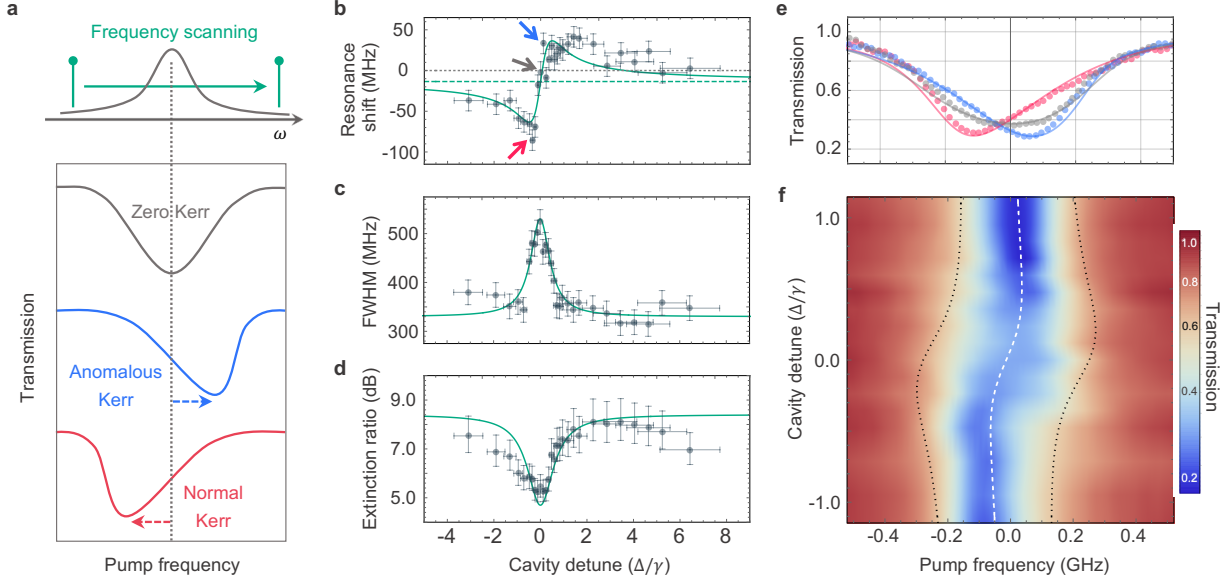 a
Frequency scanning
ω
Zero Kerr
Anomalous
Kerr
Normal
Kerr
Transmission
Pump frequency
b
50
0
-50
-100
Resonance
shift (MHz)
c
500
400
300
FWHM (MHz)
d
9.0
7.0
5.0
Extinction ratio (dB)
-4 -2 0 2 4 6 8
Cavity detune (Δ/γ)
e
1.0
0.6
0.2
Transmission
f
1.0
0.0
-1.0
Cavity detune (Δ/γ)
-0.4 -0.2 0.0 0.2 0.4
Pump frequency (GHz)
1.0
0.8
0.6
0.4
0.2
Transmission